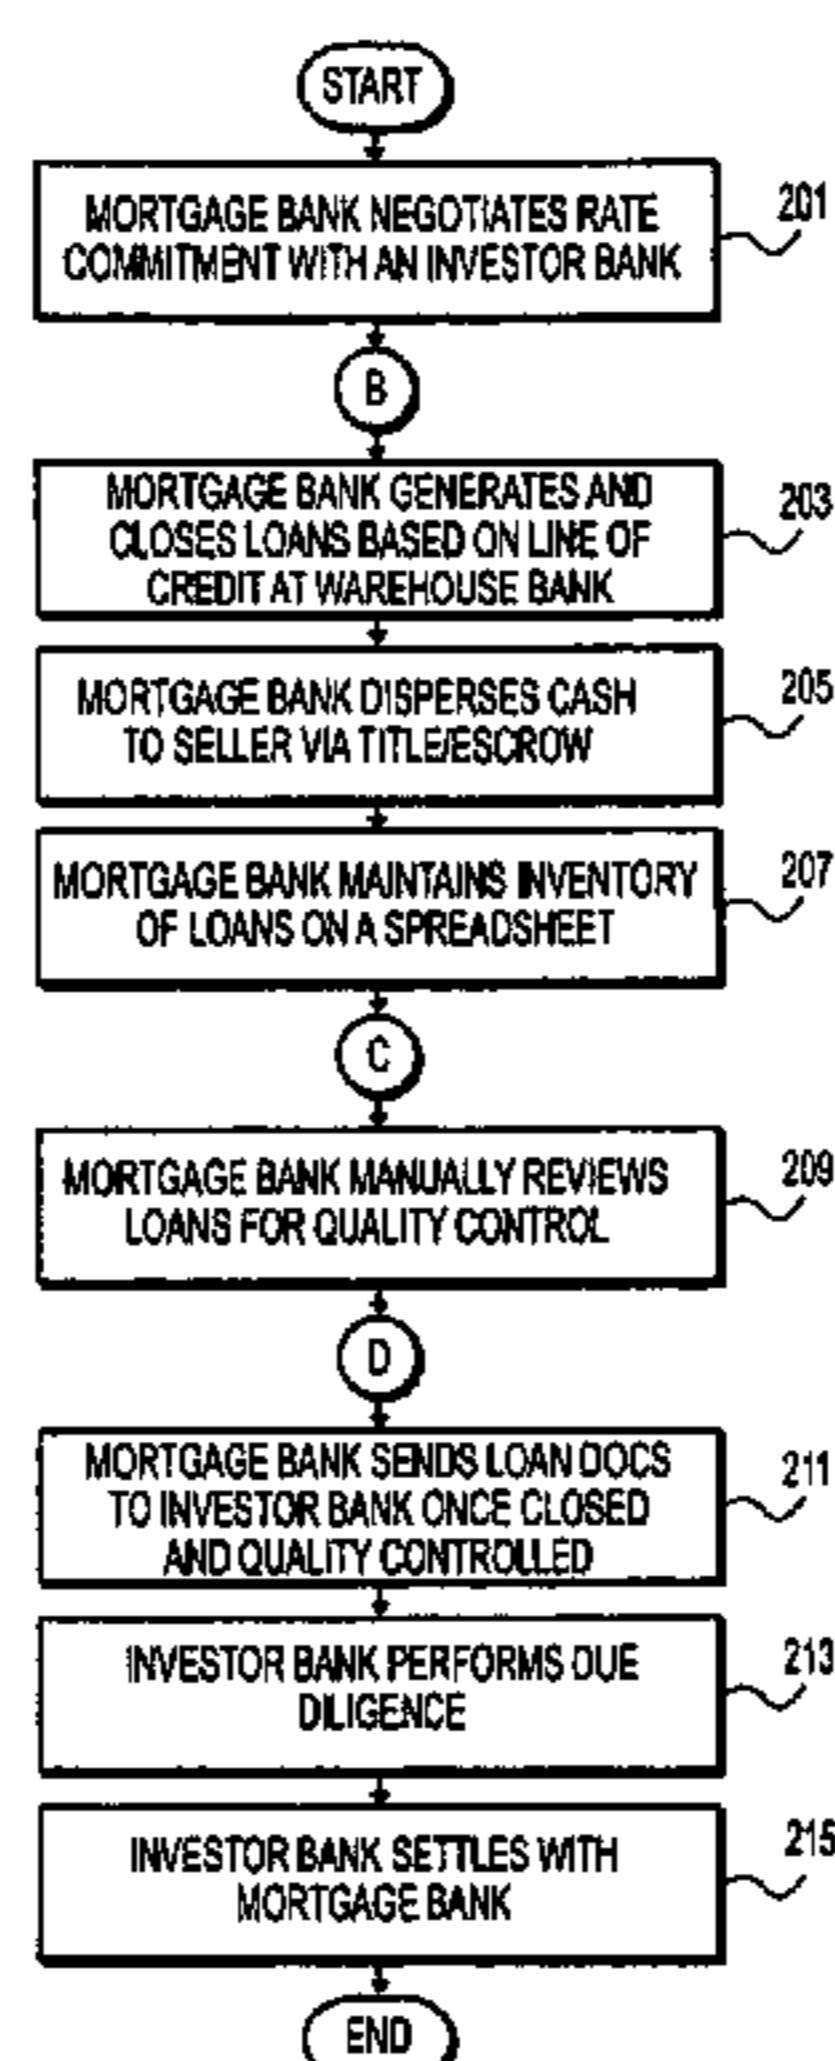 START
MORTGAGE BANK NEGOTIATES RATE
COMMITMENT WITH AN INVESTOR BANK
201
B
MORTGAGE BANK GENERATES AND
CLOSES LOANS BASED ON LINE OF
CREDIT AT WAREHOUSE BANK
203
MORTGAGE BANK DISPERSES CASH
TO SELLER VIA TITLE/ESCROW
205
MORTGAGE BANK MAINTAINS INVENTORY
OF LOANS ON A SPREADSHEET
207
C
MORTGAGE BANK MANUALLY REVIEWS
LOANS FOR QUALITY CONTROL
209
D
MORTGAGE BANK SENDS LOAN DOCS
TO INVESTOR BANK ONCE CLOSED
AND QUALITY CONTROLLED
211
INVESTOR BANK PERFORMS DUE
DILIGENCE
213
INVESTOR BANK SETTLES WITH
MORTGAGE BANK
215
END